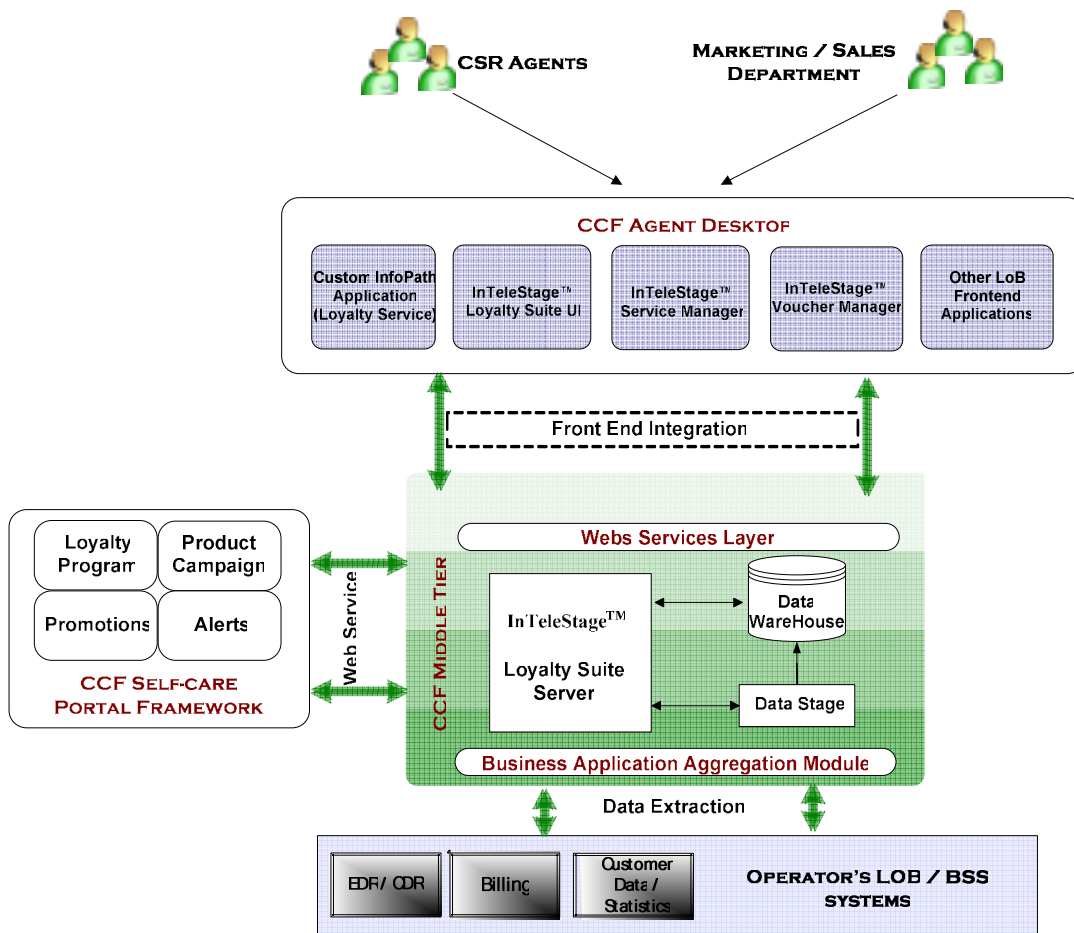 CSR Agents
Marketing / Sales
Department
CCF Agent Desktop
Custom InfoPath
Application
(Loyalty Service)
InTeleStage™
Loyalty Suite UI
InTeleStage™
Service Manager
InTeleStage™
Voucher Manager
Other LoB
Frontend
Applications
Front End Integration
Webs Services Layer
Loyalty
Program
Product
Campaign
Promotions
Alerts
CCF Self-care
Portal Framework
Web Service
CCF Middle Tier
InTeleStage™
Loyalty Suite
Server
Data
WareHouse
Data Stage
Business Application Aggregation Module
Data Extraction
EDR / CDR
Billing
Customer
Data /
Statistics
Operator's LOB / BSS
systems